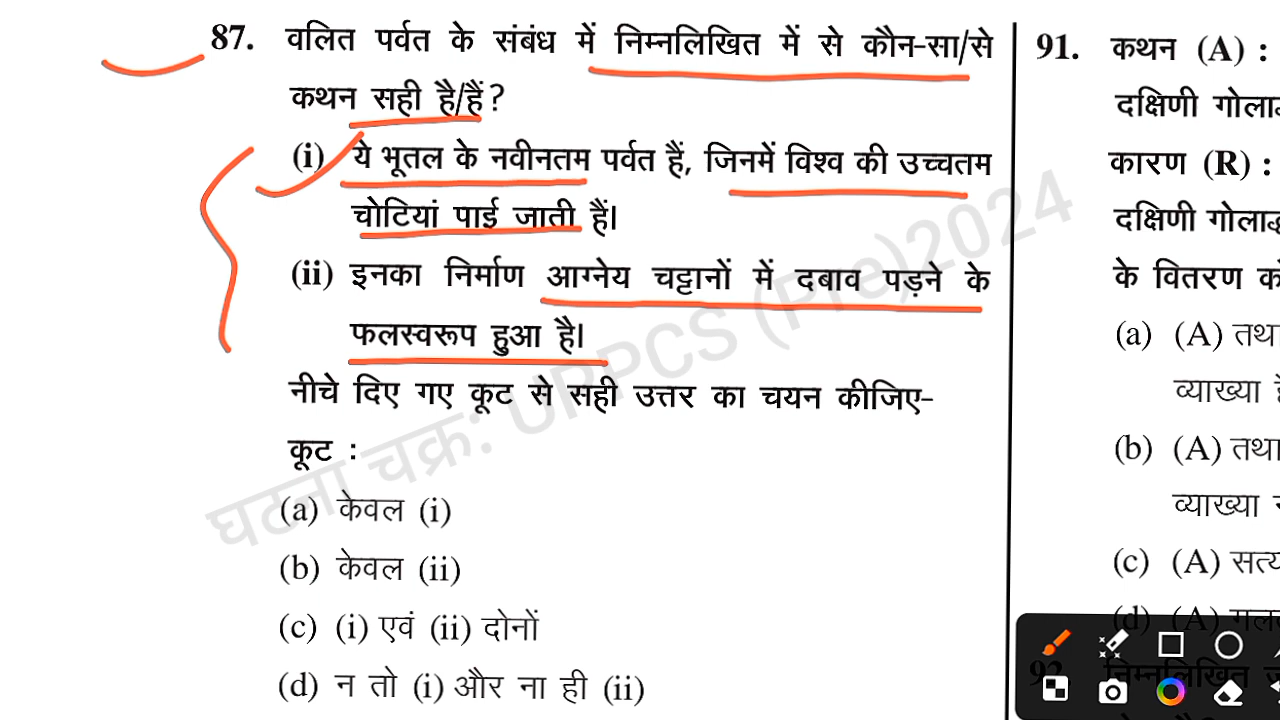 87. वलित पर्वत के संबंध में निम्नलिखित में से कौन-सा/से
कथन सही है/हैं?
(i) ये भूतल के नवीनतम पर्वत हैं, जिनमें विश्व की उच्चतम
चोटियां पाई जाती हैं।
(ii) इनका निर्माण आग्नेय चट्टानों में दबाव पड़ने के
फलस्वरूप हुआ है।
नीचे दिए गए कूट से सही उत्तर का चयन कीजिए–
कूट :
(a) केवल (i)
(b) केवल (ii)
(c) (i) एवं (ii) दोनों
(d) न तो (i) और ना ही (ii)
घटना चक्र: UPPCS (Pre)2024
91. कथन (A) :
दक्षिणी
कारण (R) :
दक्षिणी
के वितरण
(a) (A) तथा
व्याख्या
(b) (A) तथा
व्याख्या
(c) (A)
(d) (A)
92. निम्नलिखित